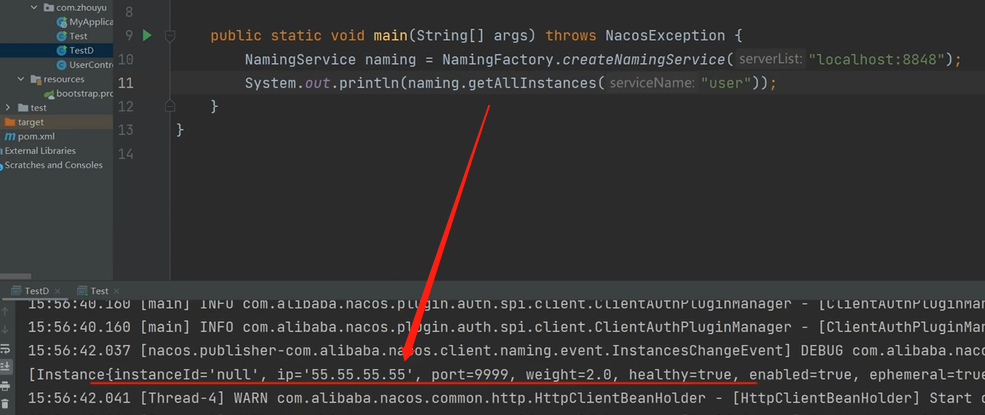 com.zhouyu
MyApplica
Test
TestD
UserContro
resources
bootstrap.pro
test
target
pom.xml
External Libraries
Scratches and Consoles
8
9 public static void main(String[] args) throws NacosException {
10 NamingService naming = NamingFactory.createNamingService( serverList: "localhost:8848");
11 System.out.println(naming.getAllInstances( serviceName: "user"));
12 }
13 }
14
TestD × Test ×
15:56:40.160 [main] INFO com.alibaba.nacos.plugin.auth.spi.client.ClientAuthPluginManager - [ClientAuthPluginMan
15:56:40.160 [main] INFO com.alibaba.nacos.plugin.auth.spi.client.ClientAuthPluginManager - [ClientAuthPluginMan
15:56:42.037 [nacos.publisher-com.alibaba.nacos.client.naming.event.InstancesChangeEvent] DEBUG com.alibaba.naco
[Instance{instanceId='null', ip='55.55.55.55', port=9999, weight=2.0, healthy=true, enabled=true, ephemeral=true
15:56:42.041 [Thread-4] WARN com.alibaba.nacos.common.http.HttpClientBeanHolder - [HttpClientBeanHolder] Start d